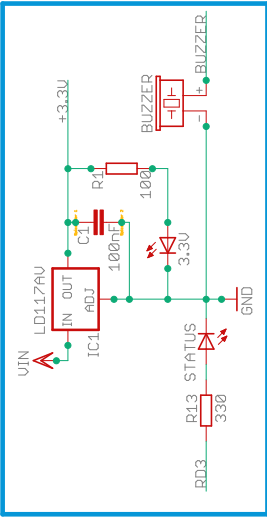 BUZZER
+3.3V
BUZZER
+
-
R1
100
C1
100nF
3.3V
LD117AV
IN
OUT
ADJ
IC1
VIN
GND
STATUS
R13
330
RD3